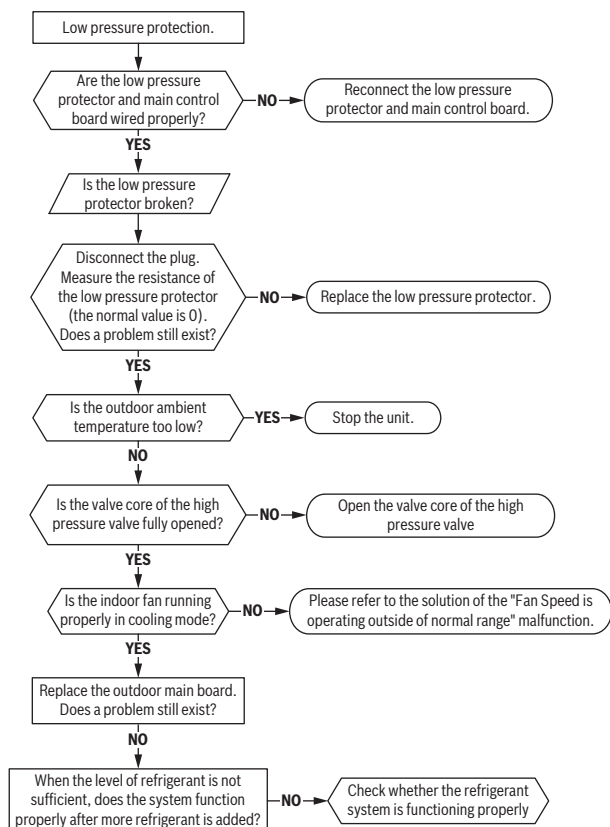 Low pressure protection.
Are the low pressure
protector and main control
board wired properly?
NO
Reconnect the low pressure
protector and main control board.
YES
Is the low pressure
protector broken?
Disconnect the plug.
Measure the resistance of
the low pressure protector
(the normal value is 0).
Does a problem still exist?
NO
Replace the low pressure protector.
YES
Is the outdoor ambient
temperature too low?
YES
Stop the unit.
NO
Is the valve core of the high
pressure valve fully opened?
NO
Open the valve core of the high
pressure valve
YES
Is the indoor fan running
properly in cooling mode?
NO
Please refer to the solution of the "Fan Speed is
operating outside of normal range" malfunction.
YES
Replace the outdoor main board.
Does a problem still exist?
NO
When the level of refrigerant is not
sufficient, does the system function
properly after more refrigerant is added?
NO
Check whether the refrigerant
system is functioning properly